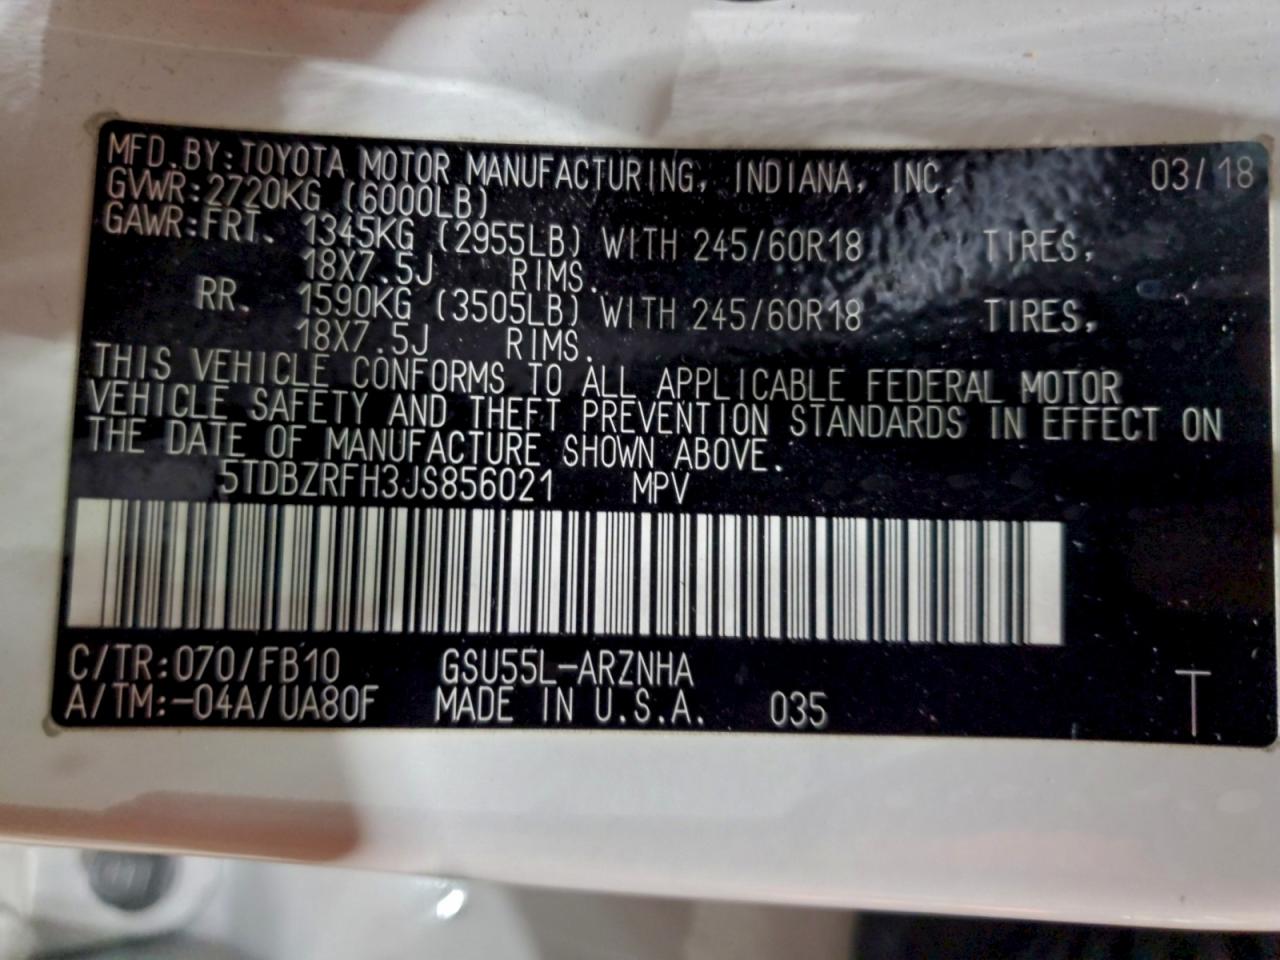 MFD.BY:TOYOTA MOTOR MANUFACTURING, INDIANA, INC. 03/18
GVWR:2720KG (6000LB)
GAWR:FRT. 1345KG (2955LB) WITH 245/60R18 TIRES,
18X7.5J RIMS.
RR. 1590KG (3505LB) WITH 245/60R18 TIRES,
18X7.5J RIMS.
THIS VEHICLE CONFORMS TO ALL APPLICABLE FEDERAL MOTOR
VEHICLE SAFETY AND THEFT PREVENTION STANDARDS IN EFFECT ON
THE DATE OF MANUFACTURE SHOWN ABOVE.
5TDBZRFH3JS856021 MPV
C/TR:070/FB10 GSU55L-ARZNHA
A/TM:-04A/UA80F MADE IN U.S.A. 035 T